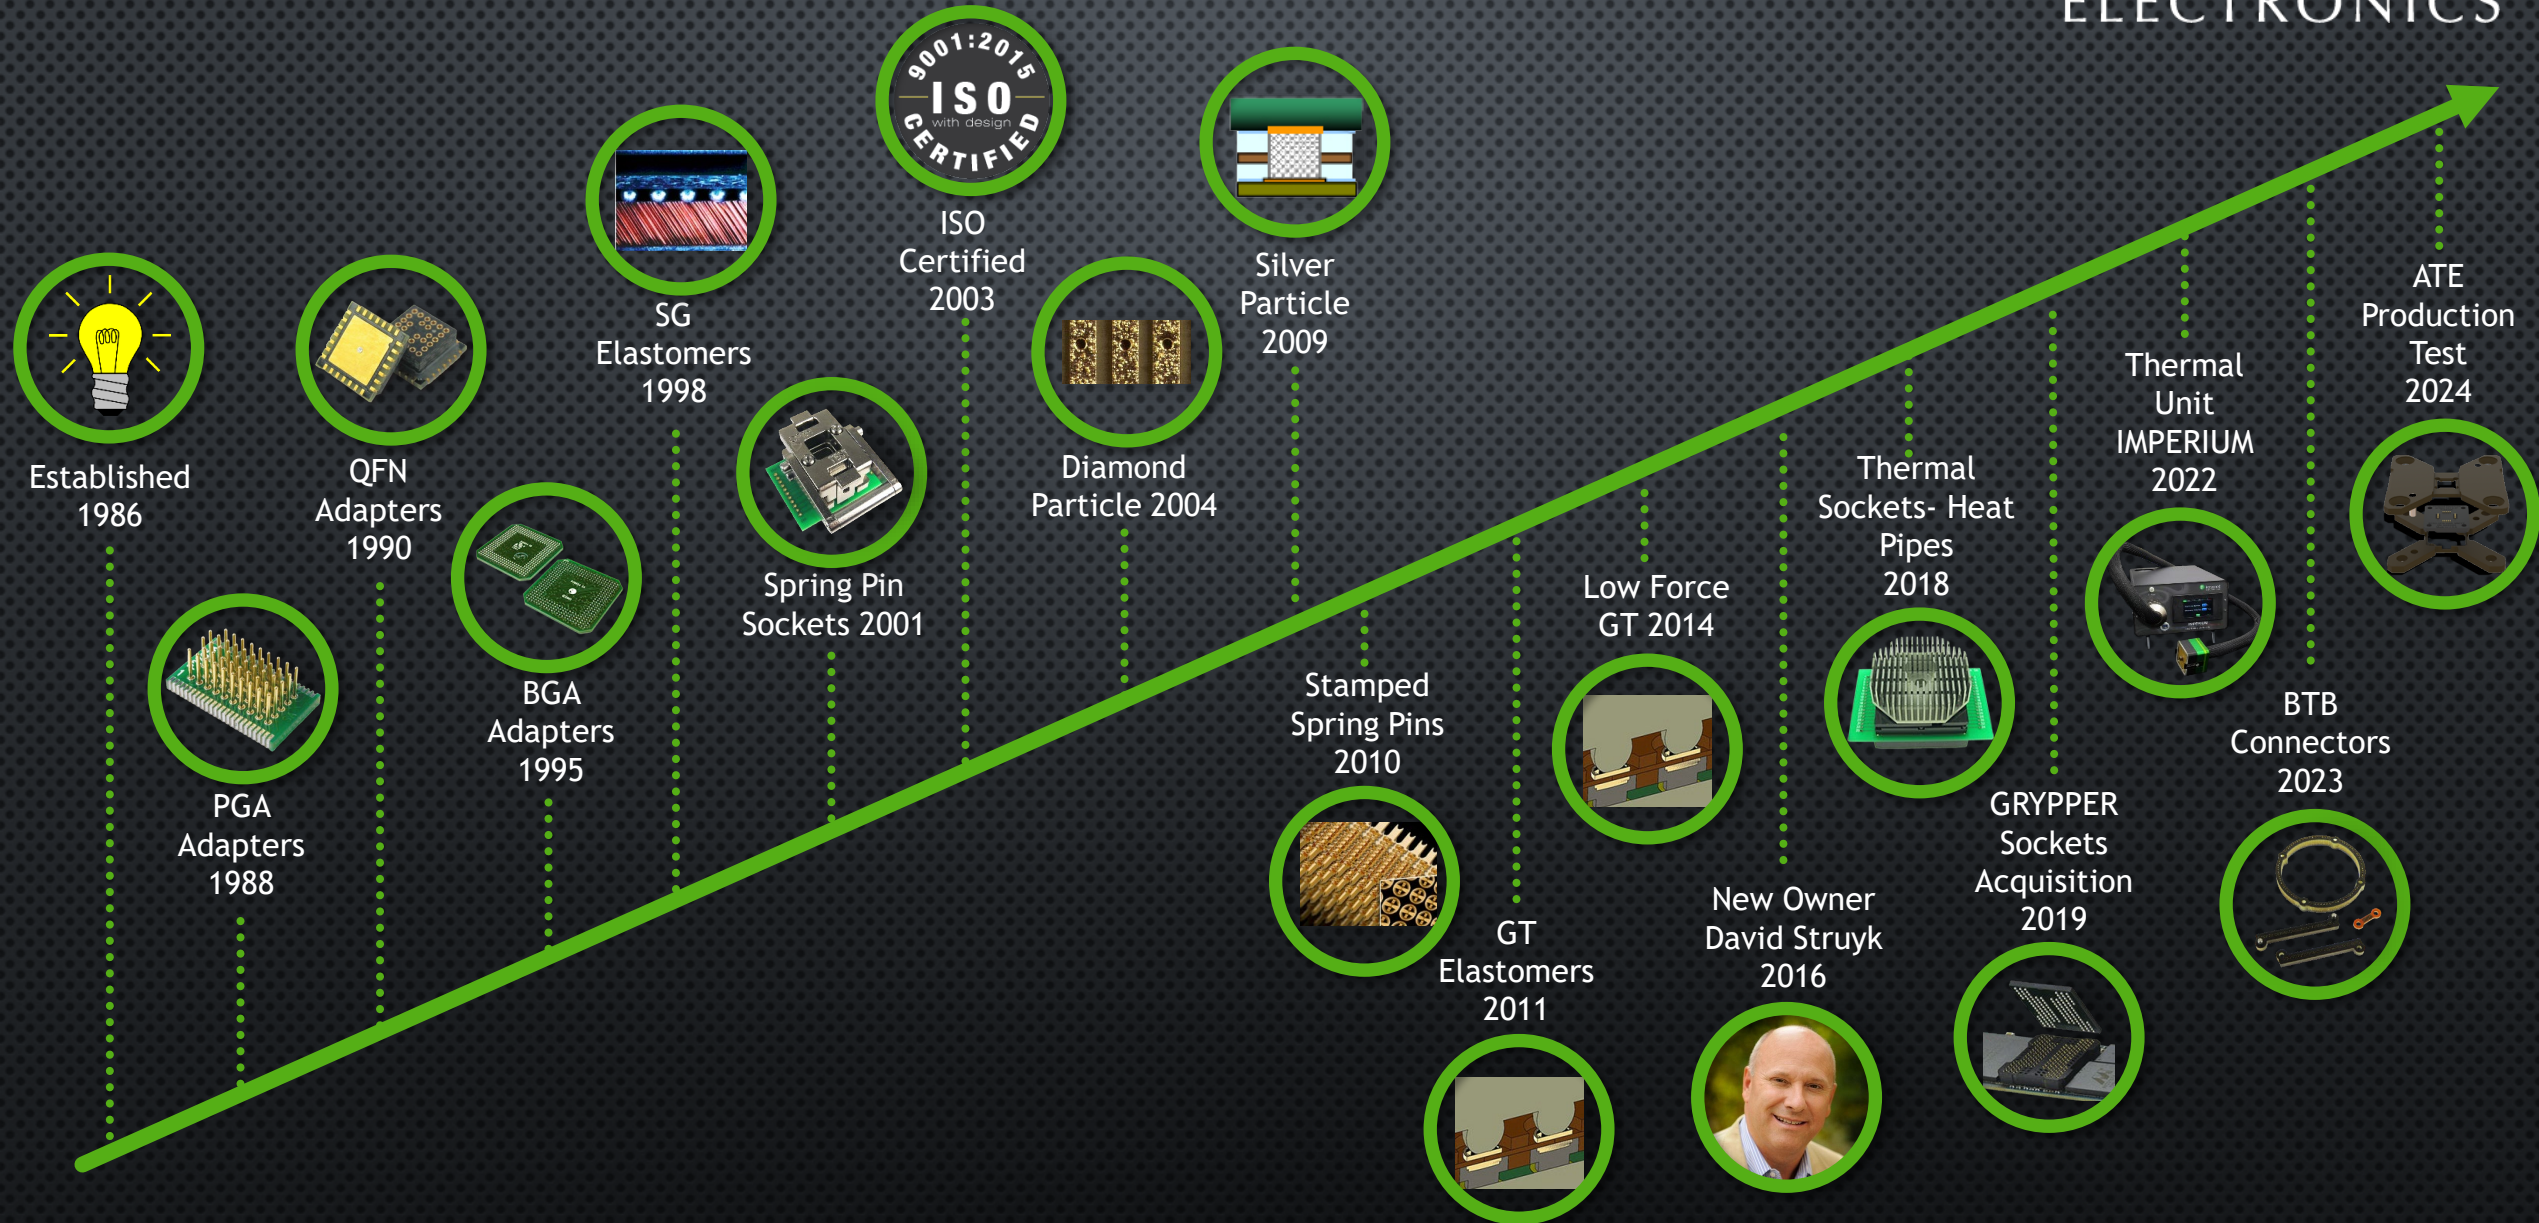 ELECTRONICS
Established
1986
PGA
Adapters
1988
QFN
Adapters
1990
BGA
Adapters
1995
SG
Elastomers
1998
Spring Pin
Sockets 2001
9001:2015
ISO
with design
CERTIFIED
ISO
Certified
2003
Diamond
Particle 2004
Silver
Particle
2009
Stamped
Spring Pins
2010
GT
Elastomers
2011
Low Force
GT 2014
New Owner
David Struyk
2016
Thermal
Sockets- Heat
Pipes
2018
GRYPPER
Sockets
Acquisition
2019
Thermal
Unit
IMPERIUM
2022
BTB
Connectors
2023
ATE
Production
Test
2024